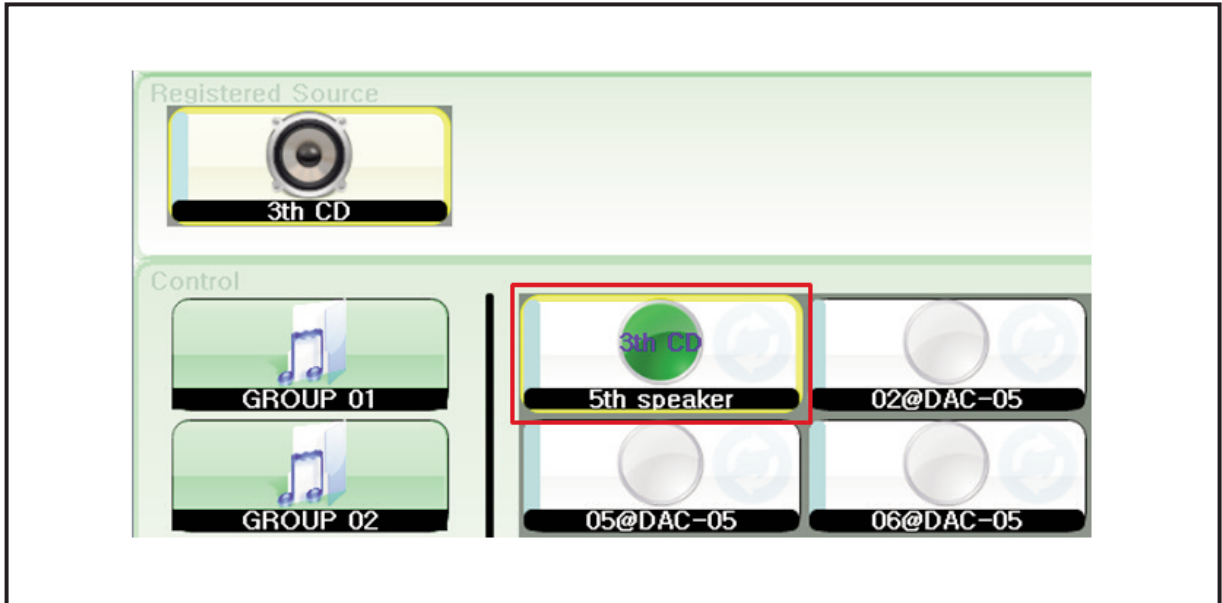 Registered Source
3th CD
Control
3th CD
GROUP 01
5th speaker
02@DAC-05
GROUP 02
05@DAC-05
06@DAC-05